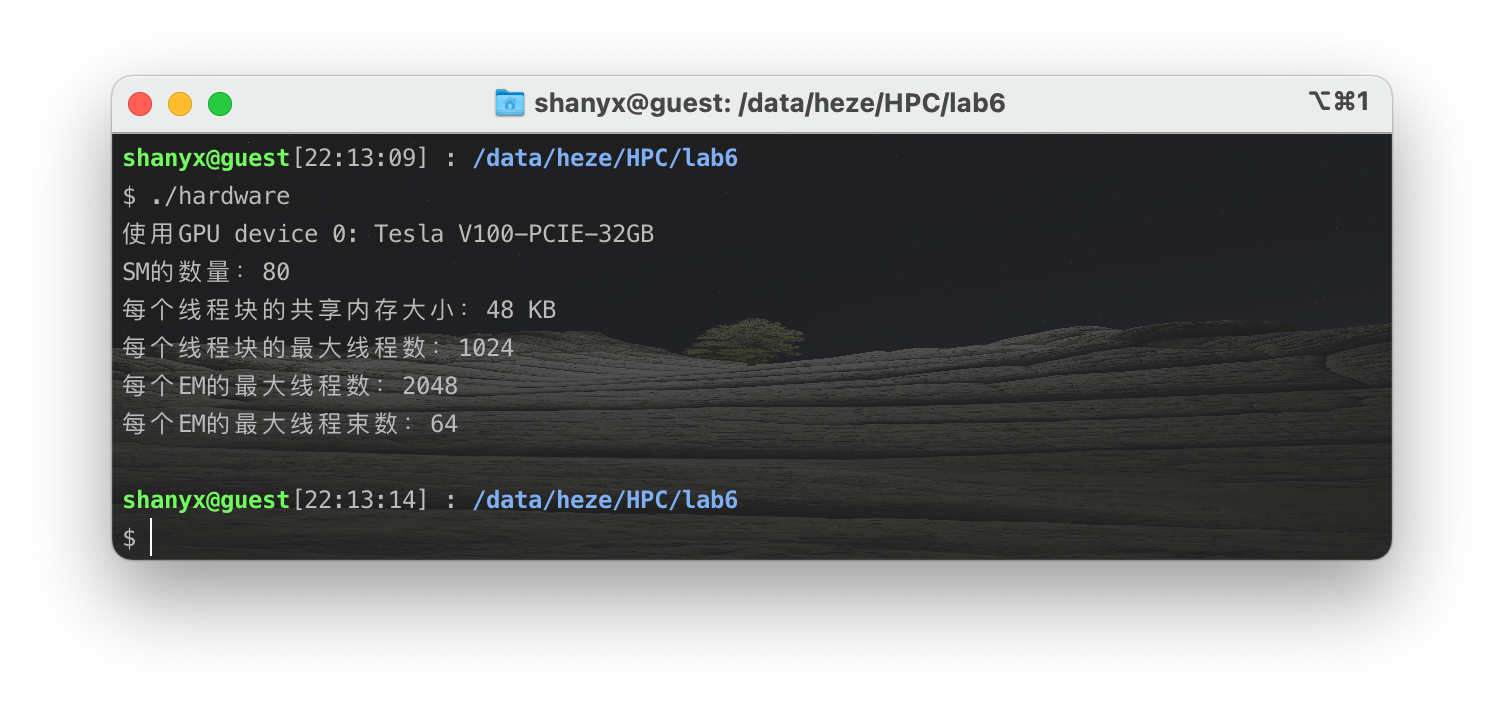 shanyx@guest: /data/heze/HPC/lab6
⌥⌘1
shanyx@guest[22:13:09] : /data/heze/HPC/lab6
$ ./hardware
使用GPU device 0: Tesla V100-PCIE-32GB
SM的数量: 80
每个线程块的共享内存大小: 48 KB
每个线程块的最大线程数: 1024
每个EM的最大线程数: 2048
每个EM的最大线程束数: 64
shanyx@guest[22:13:14] : /data/heze/HPC/lab6
$